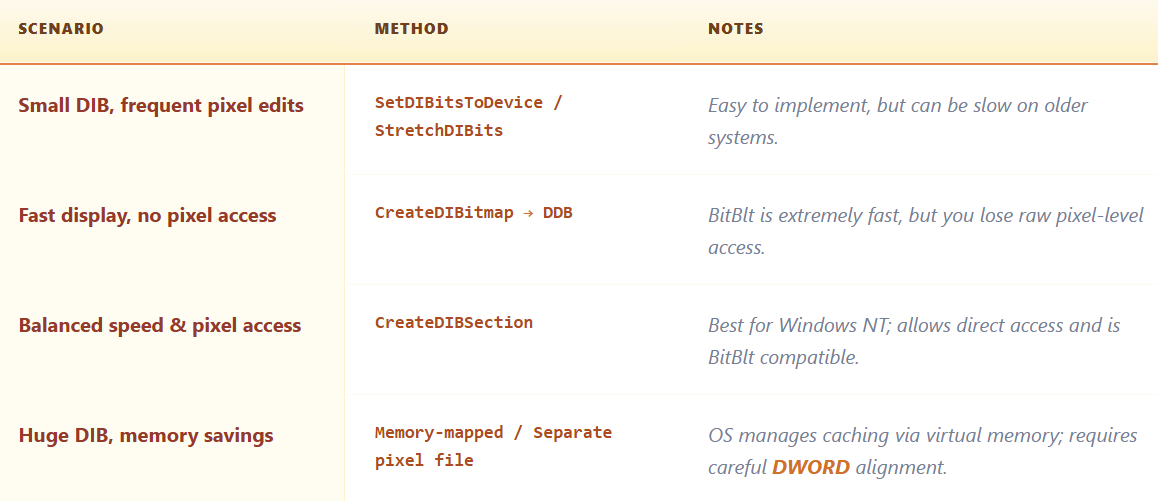 SCENARIO METHOD NOTES
Small DIB, frequent pixel edits
SetDIBitsToDevice /
StretchDIBits
Easy to implement, but can be slow on older
systems.
Fast display, no pixel access
CreateDIBitmap → DDB
BitBlt is extremely fast, but you lose raw pixel-level
access.
Balanced speed & pixel access
CreateDIBSection
Best for Windows NT; allows direct access and is
BitBlt compatible.
Huge DIB, memory savings
Memory-mapped / Separate
pixel file
OS manages caching via virtual memory; requires
careful DWORD alignment.